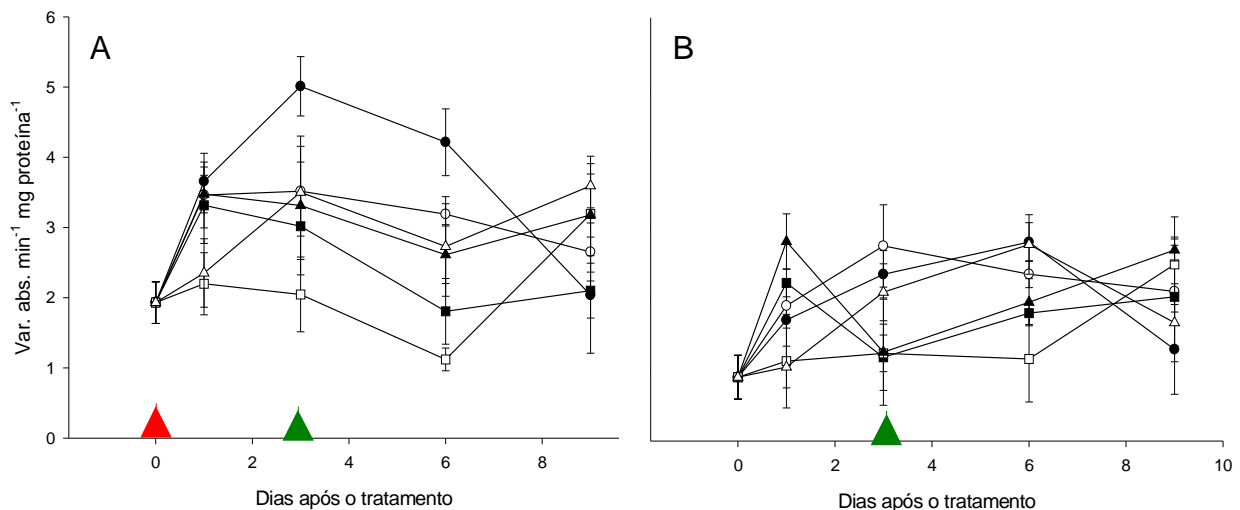 A
B
Var. abs. min-1 mg proteína-1
6
5
4
3
2
1
0
0 2 4 6 8
0 2 4 6 8 10
Dias após o tratamento
Dias após o tratamento